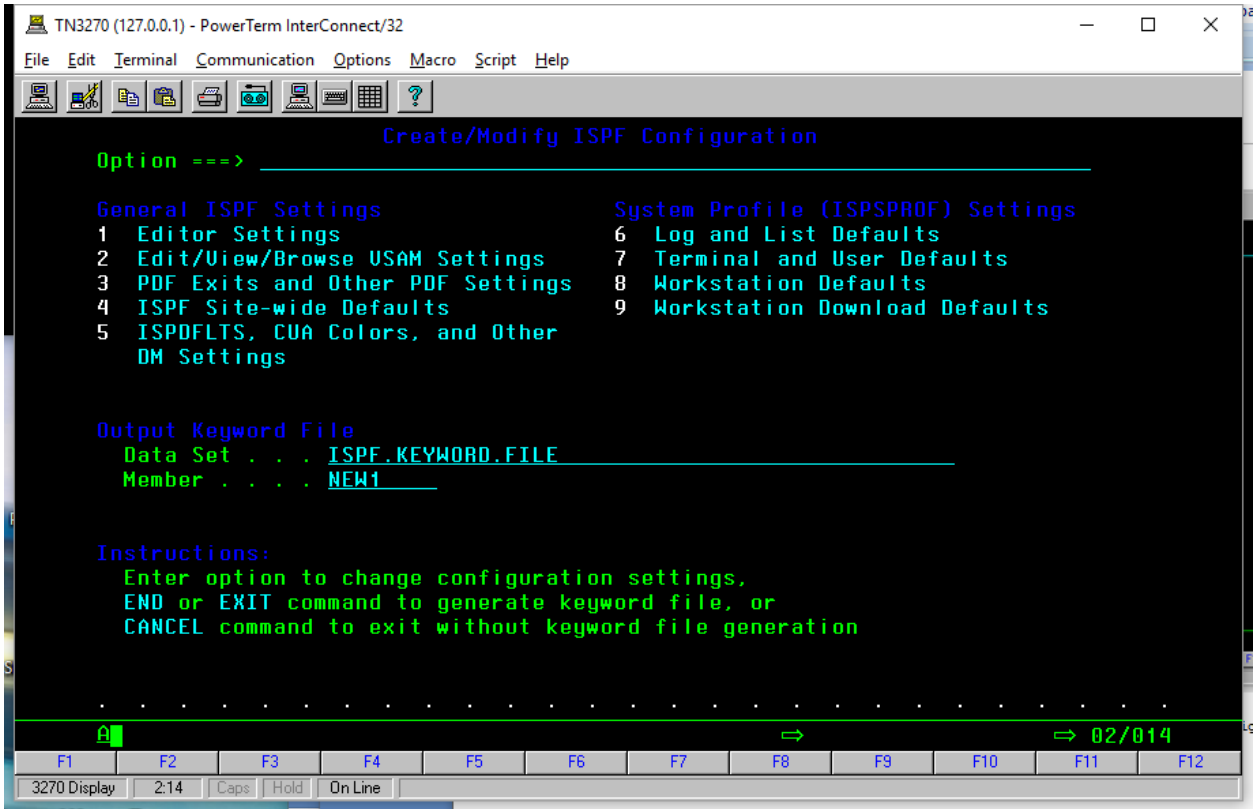 TN3270 (127.0.0.1) - PowerTerm InterConnect/32
File Edit Terminal Communication Options Macro Script Help
Create/Modify ISPF Configuration
Option ===>
General ISPF Settings System Profile (ISPSPROF) Settings
1 Editor Settings 6 Log and List Defaults
2 Edit/View/Browse VSAM Settings 7 Terminal and User Defaults
3 PDF Exits and Other PDF Settings 8 Workstation Defaults
4 ISPF Site-wide Defaults 9 Workstation Download Defaults
5 ISPDFLTS, CUA Colors, and Other
DM Settings
Output Keyword File
Data Set . . . ISPF.KEYWORD.FILE
Member . . . . NEW1
Instructions:
Enter option to change configuration settings,
END or EXIT command to generate keyword file, or
CANCEL command to exit without keyword file generation
. . . . . . . . . . . . . . . . . . . . . . . . . . . . . . . . . . . . . . . .
A ⇨ ⇨ 02/014
F1 F2 F3 F4 F5 F6 F7 F8 F9 F10 F11 F12
3270 Display 2:14 Caps Hold On Line